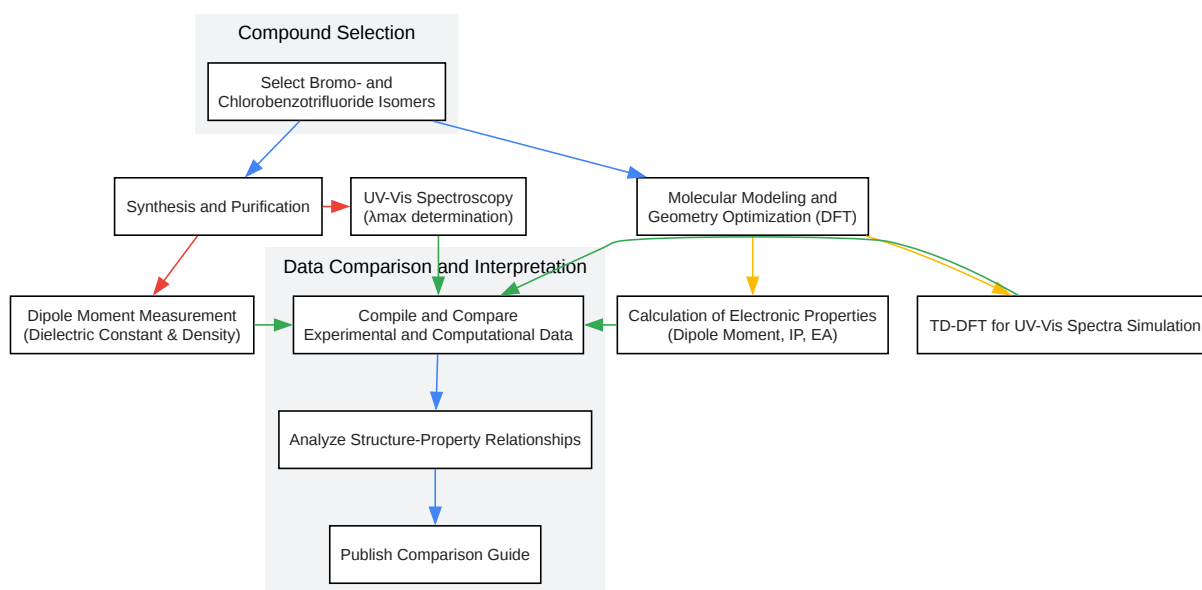 Compound Selection
Select Bromo- and
Chlorobenzotrifluoride Isomers
Synthesis and Purification
UV-Vis Spectroscopy
(λmax determination)
Molecular Modeling and
Geometry Optimization (DFT)
Data Comparison and Interpretation
Dipole Moment Measurement
(Dielectric Constant & Density)
Compile and Compare
Experimental and Computational Data
Calculation of Electronic Properties
(Dipole Moment, IP, EA)
TD-DFT for UV-Vis Spectra Simulation
Analyze Structure-Property Relationships
Publish Comparison Guide